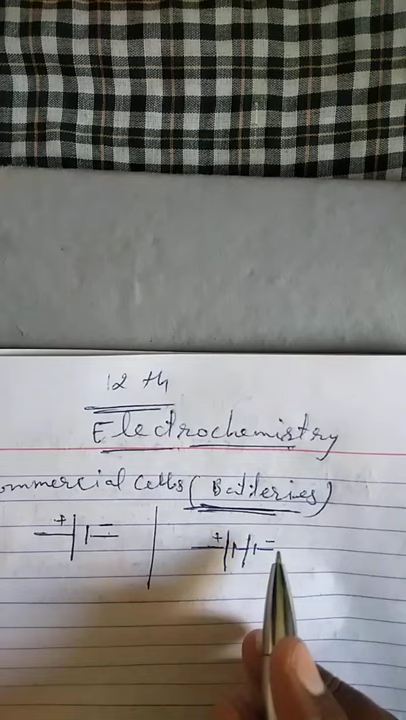 12 th
Electrochemistry
ommercial cells (Batteries)
+ - + -